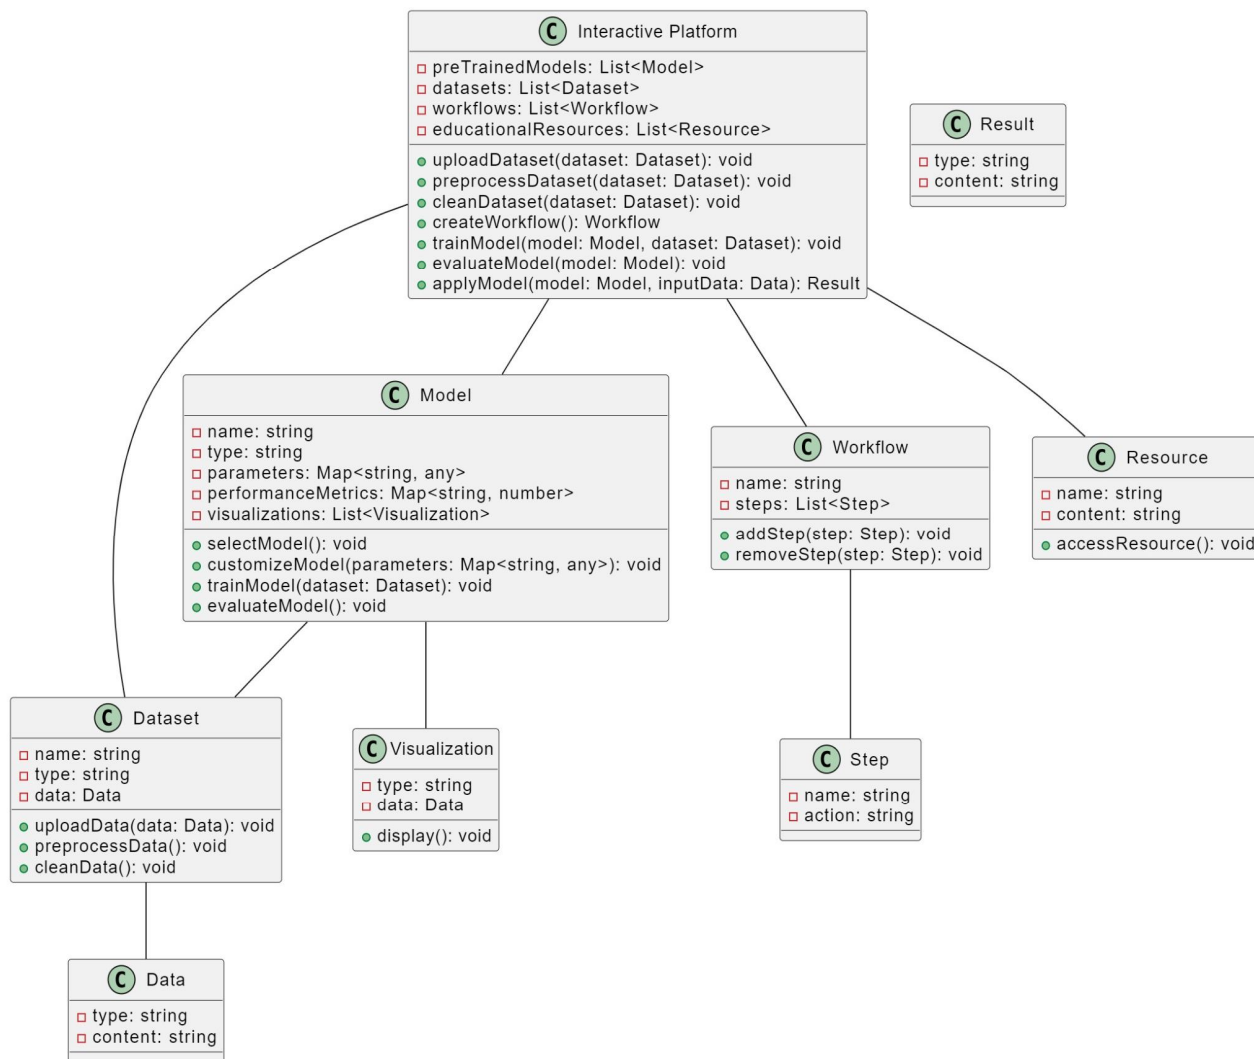 C Interactive Platform
preTrainedModels: List<Model>
datasets: List<Dataset>
workflows: List<Workflow>
educationalResources: List<Resource>
uploadDataset(dataset: Dataset): void
preprocessDataset(dataset: Dataset): void
cleanDataset(dataset: Dataset): void
createWorkflow(): Workflow
trainModel(model: Model, dataset: Dataset): void
evaluateModel(model: Model): void
applyModel(model: Model, inputData: Data): Result
C Result
type: string
content: string
C Model
name: string
type: string
parameters: Map<string, any>
performanceMetrics: Map<string, number>
visualizations: List<Visualization>
selectModel(): void
customizeModel(parameters: Map<string, any>): void
trainModel(dataset: Dataset): void
evaluateModel(): void
C Workflow
name: string
steps: List<Step>
addStep(step: Step): void
removeStep(step: Step): void
C Resource
name: string
content: string
accessResource(): void
C Dataset
name: string
type: string
data: Data
uploadData(data: Data): void
preprocessData(): void
cleanData(): void
C Visualization
type: string
data: Data
display(): void
C Step
name: string
action: string
C Data
type: string
content: string